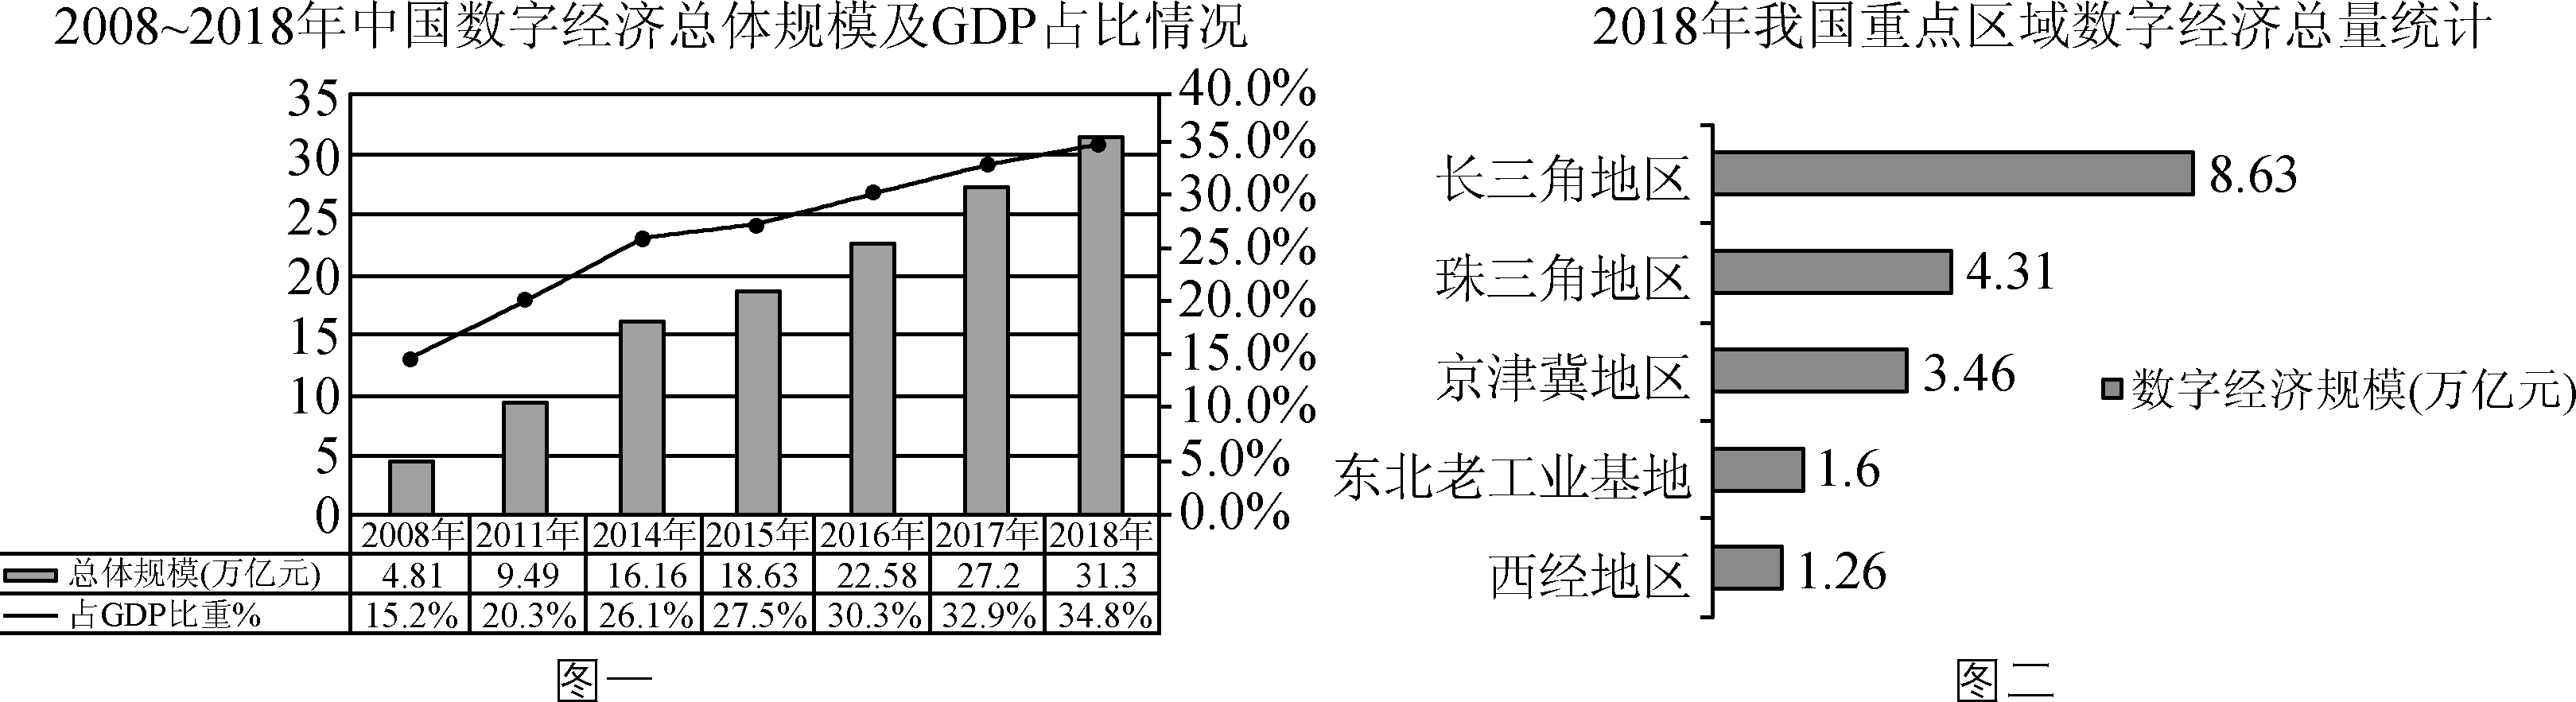 2008~2018年中国数字经济总体规模及GDP占比情况
35
30
25
20
15
10
5
0
40.0%
35.0%
30.0%
25.0%
20.0%
15.0%
10.0%
5.0%
0.0%
2008年 2011年 2014年 2015年 2016年 2017年 2018年
总体规模(万亿元) 4.81 9.49 16.16 18.63 22.58 27.2 31.3
占GDP比重% 15.2% 20.3% 26.1% 27.5% 30.3% 32.9% 34.8%
图一
2018年我国重点区域数字经济总量统计
长三角地区 8.63
珠三角地区 4.31
京津冀地区 3.46
东北老工业基地 1.6
西经地区 1.26
数字经济规模(万亿元)
图二